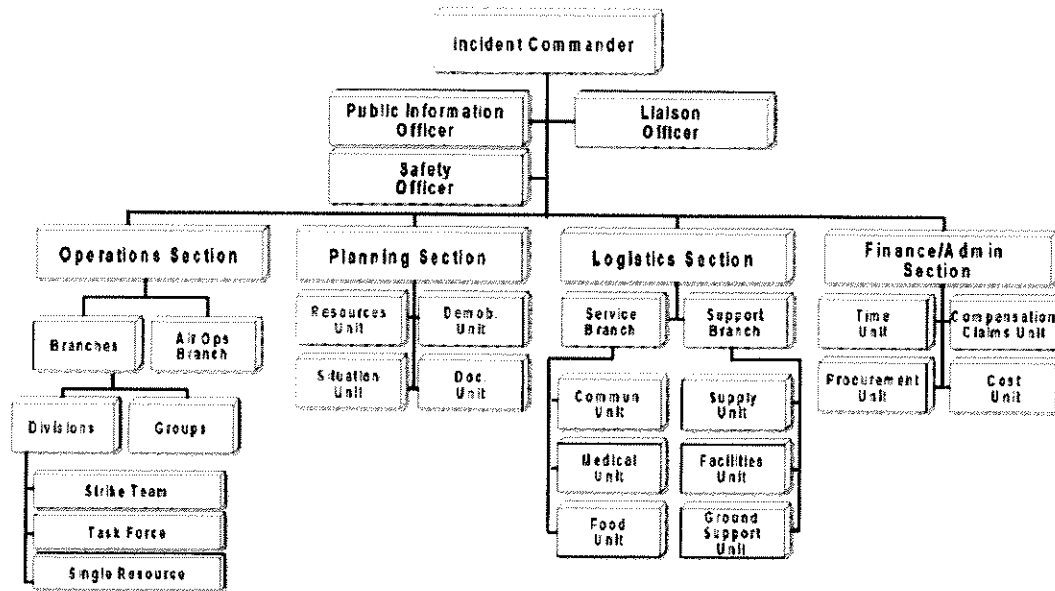 Incident Commander
Public Information
Officer
Liaison
Officer
Safety
Officer
Operations Section
Planning Section
Logistics Section
Finance/Admin
Section
Branches
Air Ops
Branch
Resources
Unit
Demob.
Unit
Service
Branch
Support
Branch
Time
Unit
Compensation
Claims Unit
Situation
Unit
Doc.
Unit
Procurement
Unit
Cost
Unit
Divisions
Groups
Commun
Unit
Supply
Unit
Strike Team
Medical
Unit
Facilities
Unit
Task Force
Food
Unit
Ground
Support
Unit
Single Resource